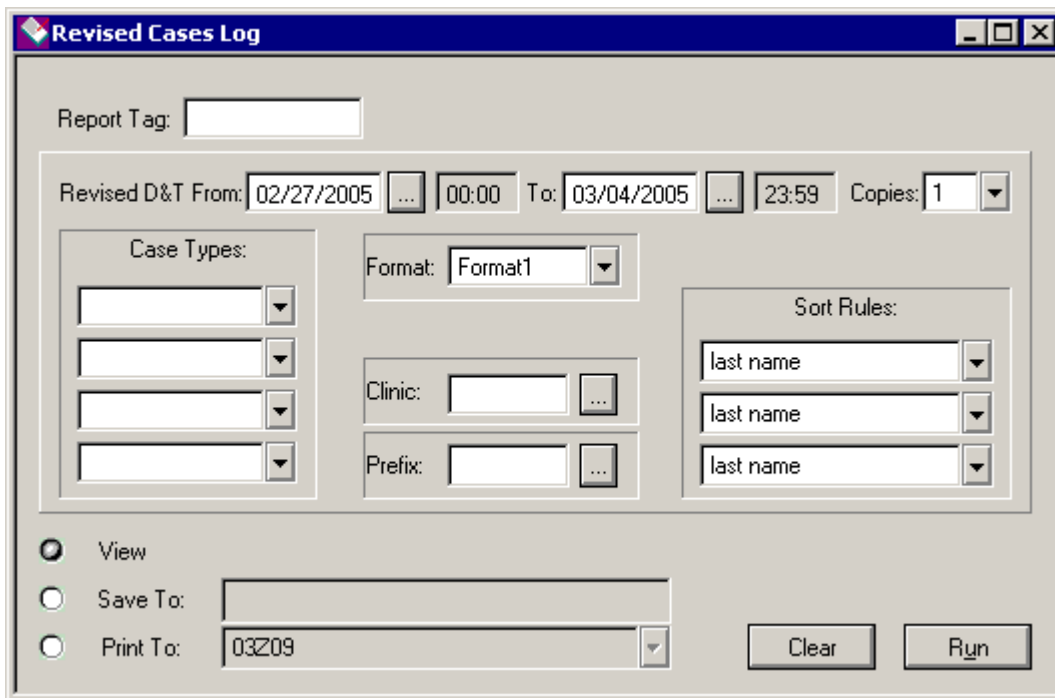 Revised Cases Log
Report Tag:
Revised D&T From: 02/27/2005 ... 00:00 To: 03/04/2005 ... 23:59 Copies: 1
Case Types:
Format: Format1
Sort Rules:
last name
Clinic: ...
last name
Prefix: ...
last name
View
Save To:
Print To: 03Z09
Clear Run